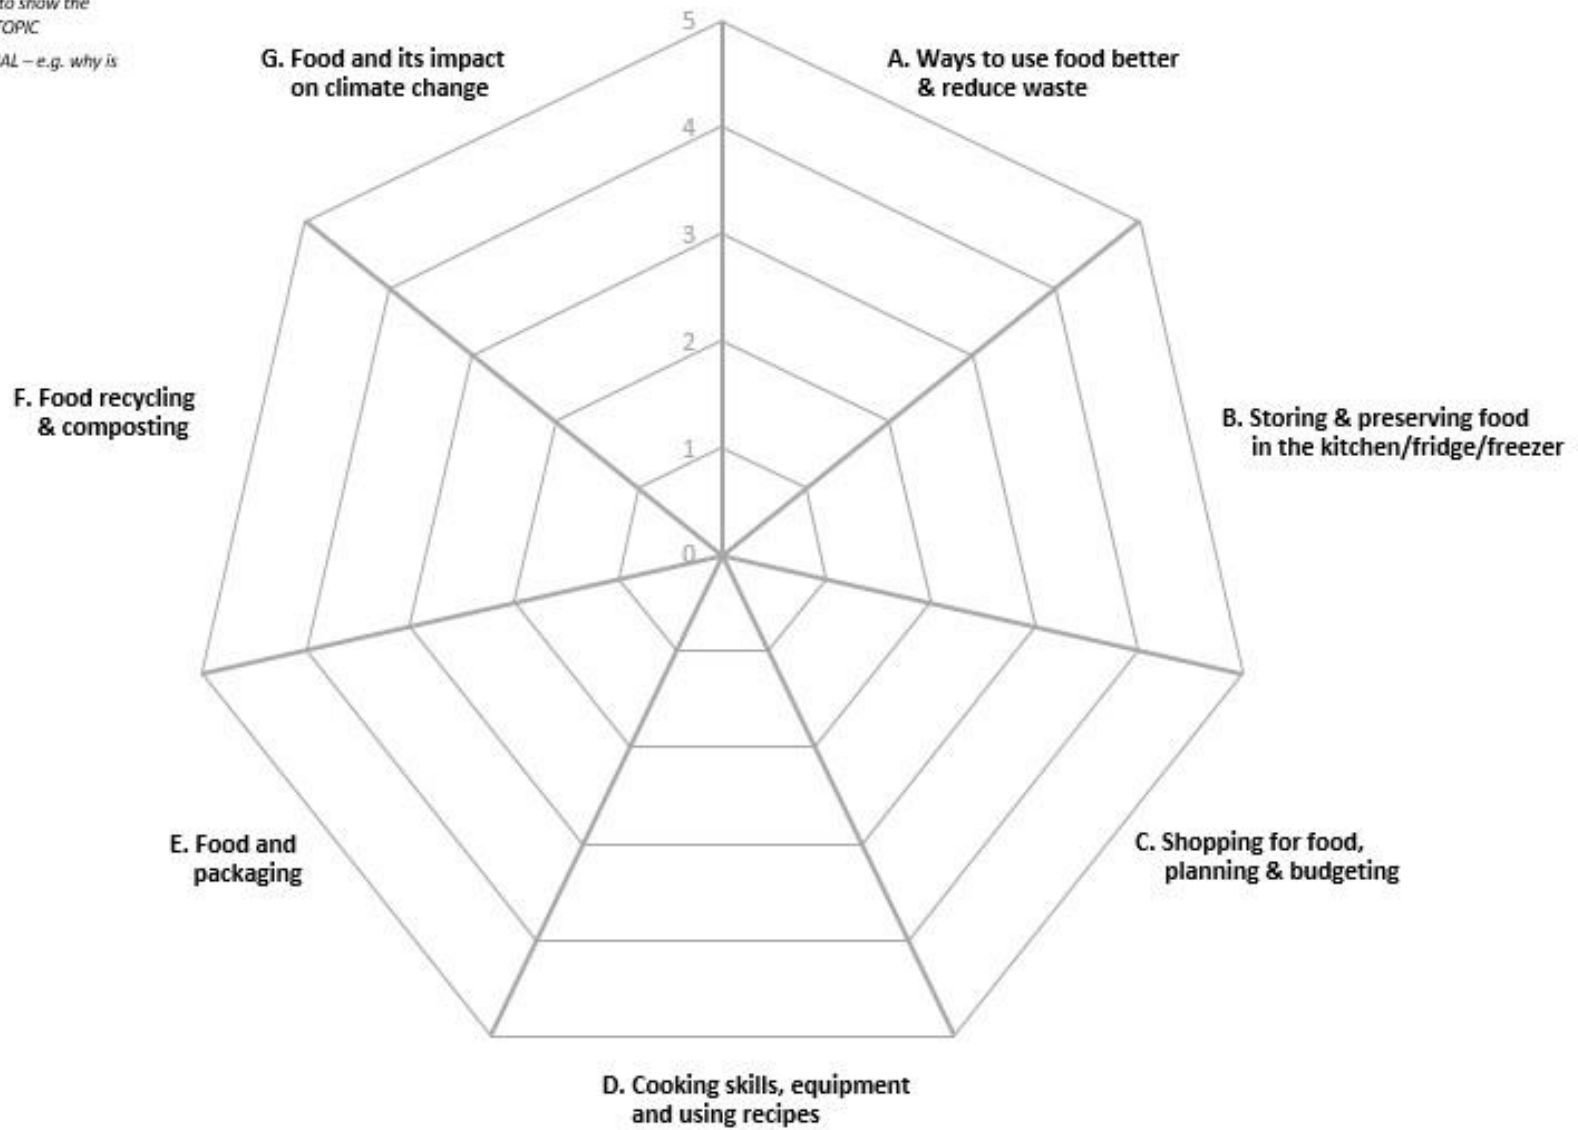 to show the
TOPIC
AL – e.g. why is
5
4
3
2
1
0
G. Food and its impact
on climate change
A. Ways to use food better
& reduce waste
F. Food recycling
& composting
B. Storing & preserving food
in the kitchen/fridge/freezer
E. Food and
packaging
C. Shopping for food,
planning & budgeting
D. Cooking skills, equipment
and using recipes